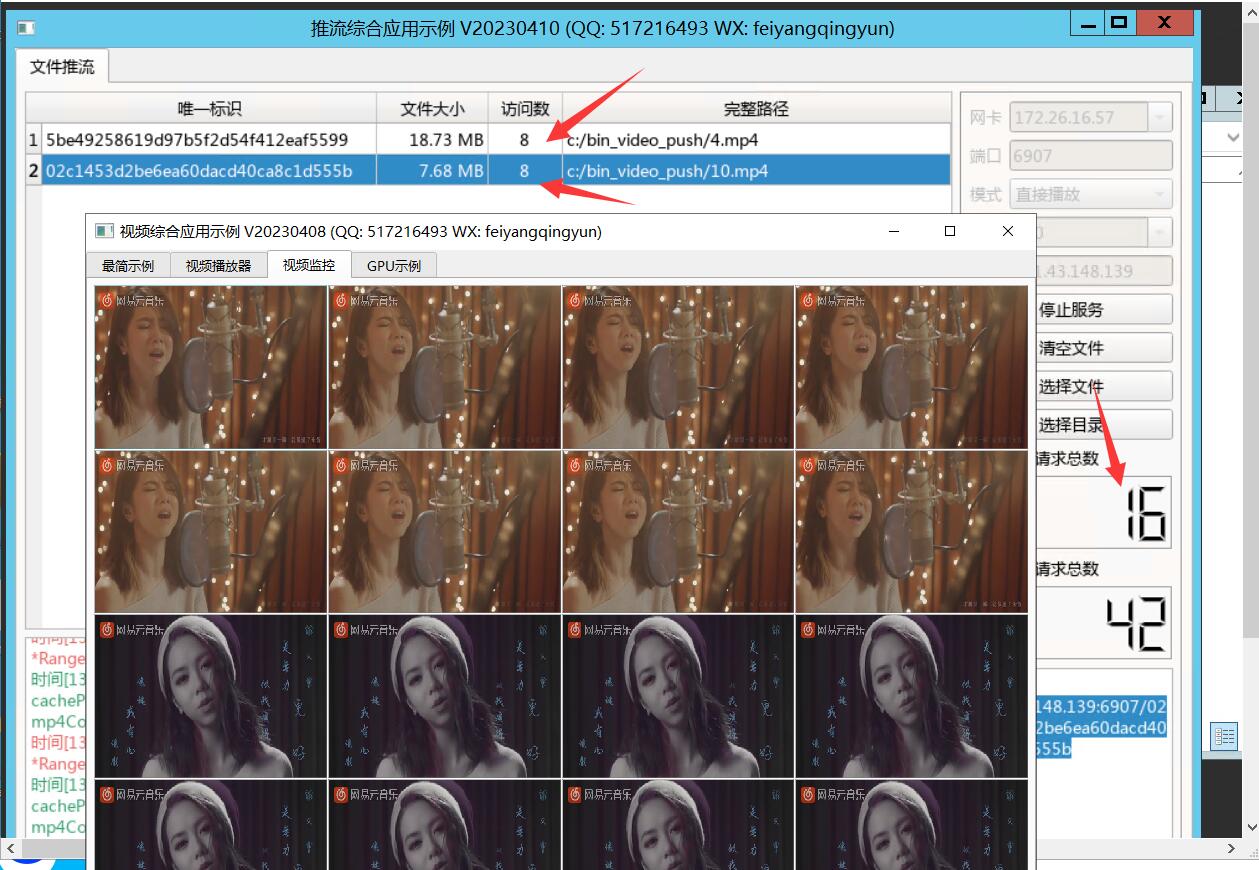 推流综合应用示例 V20230410 (QQ: 517216493 WX: feiyangqingyun)
文件推流
唯一标识 文件大小 访问数 完整路径
1 5be49258619d97b5f2d54f412eaf5599 18.73 MB 8 c:/bin_video_push/4.mp4
2 02c1453d2be6ea60dacd40ca8c1d555b 7.68 MB 8 c:/bin_video_push/10.mp4
网卡 172.26.16.57
端口 6907
模式 直接播放
0
.43.148.139
停止服务
清空文件
选择文件
选择目录
请求总数
16
请求总数
42
148.139:6907/02
2be6ea60dacd40
555b
视频综合应用示例 V20230408 (QQ: 517216493 WX: feiyangqingyun)
最简示例 视频播放器 视频监控 GPU示例
网易云音乐 网易云音乐 网易云音乐 网易云音乐
网易云音乐 网易云音乐 网易云音乐 网易云音乐
网易云音乐 网易云音乐 网易云音乐 网易云音乐
网易云音乐 网易云音乐 网易云音乐 网易云音乐
时间[13
*Range
时间[13
cacheP
mp4Co
时间[13
*Range
时间[13
cacheP
mp4Co